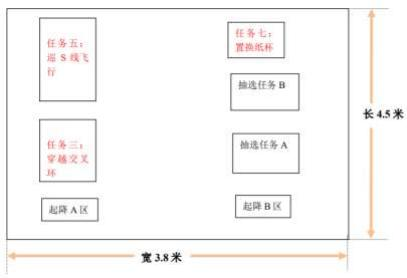 任务五：
巡 S 线飞
行
任务七：
置换纸杯
抽选任务 B
任务三：
穿越交叉
环
抽选任务 A
起降 A 区
起降 B 区
长 4.5 米
宽 3.8 米